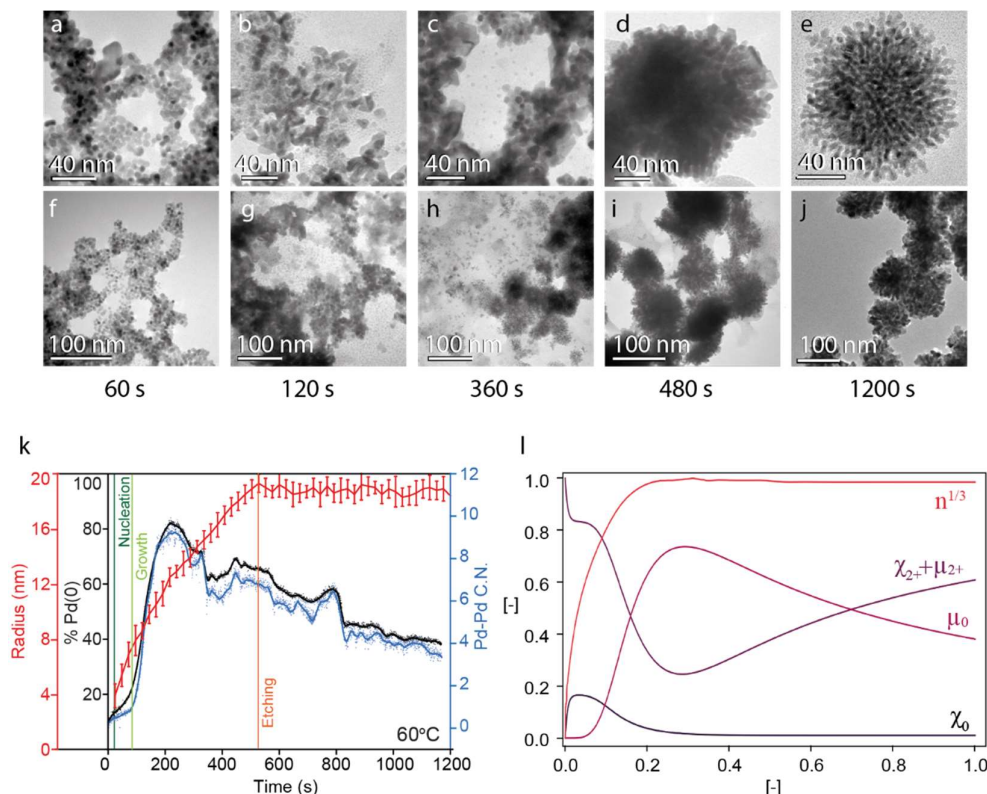 a b c d e
40 nm 40 nm 40 nm 40 nm 40 nm
f g h i j
100 nm 100 nm 100 nm 100 nm 100 nm
60 s 120 s 360 s 480 s 1200 s
k
Radius (nm)
20
16
12
8
4
0
% Pd(0)
100
80
60
40
20
Nucleation
Growth
Etching
60°C
12
10
8
6
4
2
0
Pd-Pd C.N.
0 200 400 600 800 1000 1200
Time (s)
l
1.0
0.8
0.6
0.4
0.2
0.0
[-]
n^1/3
χ2+ + μ2+
μ0
χ0
0.0 0.2 0.4 0.6 0.8 1.0
[-]